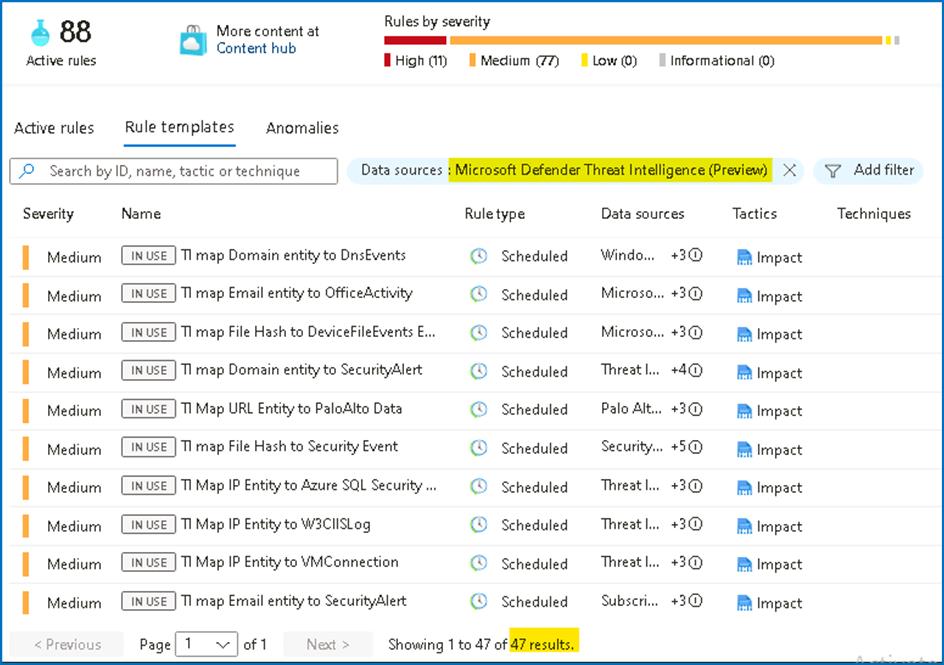 88
Active rules
More content at
Content hub
Rules by severity
High (11) Medium (77) Low (0) Informational (0)
Active rules Rule templates Anomalies
Search by ID, name, tactic or technique Data sources : Microsoft Defender Threat Intelligence (Preview) Add filter
Severity Name Rule type Data sources Tactics Techniques
Medium IN USE TI map Domain entity to DnsEvents Scheduled Windo... +3 Impact
Medium IN USE TI map Email entity to OfficeActivity Scheduled Microso... +3 Impact
Medium IN USE TI map File Hash to DeviceFileEvents E... Scheduled Microso... +3 Impact
Medium IN USE TI map Domain entity to SecurityAlert Scheduled Threat I... +4 Impact
Medium IN USE TI Map URL Entity to PaloAlto Data Scheduled Palo Alt... +3 Impact
Medium IN USE TI map File Hash to Security Event Scheduled Security... +5 Impact
Medium IN USE TI Map IP Entity to Azure SQL Security ... Scheduled Threat I... +3 Impact
Medium IN USE TI Map IP Entity to W3CIISLog Scheduled Threat I... +3 Impact
Medium IN USE TI Map IP Entity to VMConnection Scheduled Threat I... +3 Impact
Medium IN USE TI map Email entity to SecurityAlert Scheduled Subscri... +3 Impact
< Previous Page 1 of 1 Next > Showing 1 to 47 of 47 results.